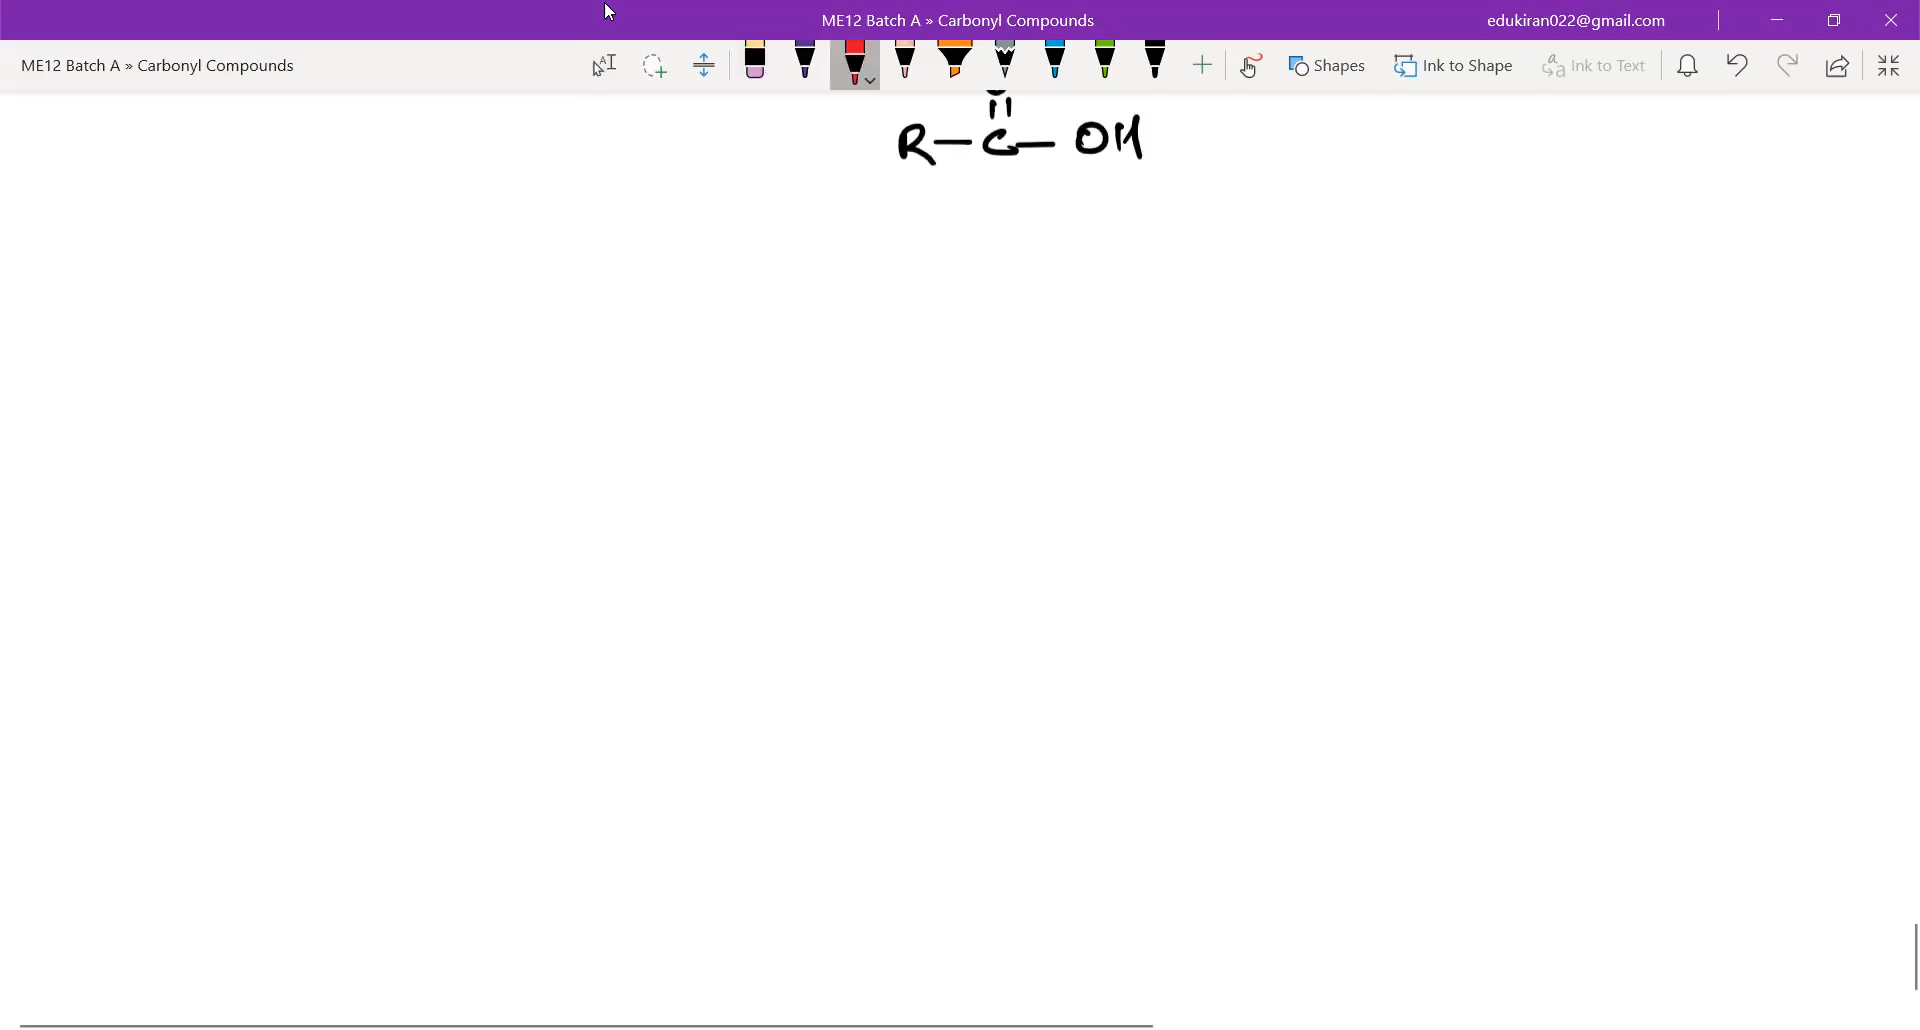 ME12 Batch A » Carbonyl Compounds
edukiran022@gmail.com
ME12 Batch A » Carbonyl Compounds
Shapes
Ink to Shape
Ink to Text
R—C—OH